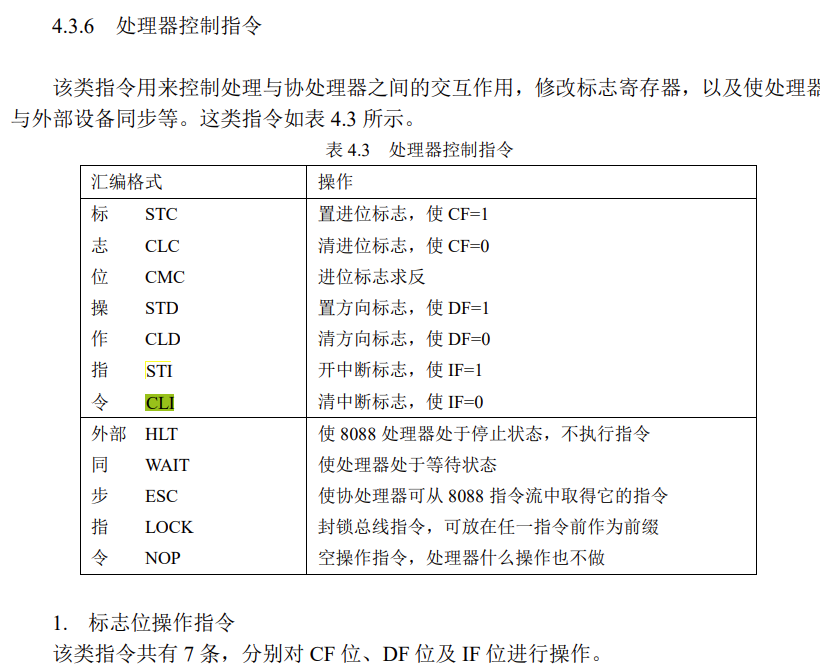 4.3.6 处理器控制指令
该类指令用来控制处理与协处理器之间的交互作用，修改标志寄存器，以及使处理器
与外部设备同步等。这类指令如表 4.3 所示。
表 4.3 处理器控制指令
汇编格式 操作
标 STC 置进位标志，使 CF=1
志 CLC 清进位标志，使 CF=0
位 CMC 进位标志求反
操 STD 置方向标志，使 DF=1
作 CLD 清方向标志，使 DF=0
指 STI 开中断标志，使 IF=1
令 CLI 清中断标志，使 IF=0
外部 HLT 使 8088 处理器处于停止状态，不执行指令
同 WAIT 使处理器处于等待状态
步 ESC 使协处理器可从 8088 指令流中取得它的指令
指 LOCK 封锁总线指令，可放在任一指令前作为前缀
令 NOP 空操作指令，处理器什么操作也不做
1. 标志位操作指令
该类指令共有 7 条，分别对 CF 位、DF 位及 IF 位进行操作。